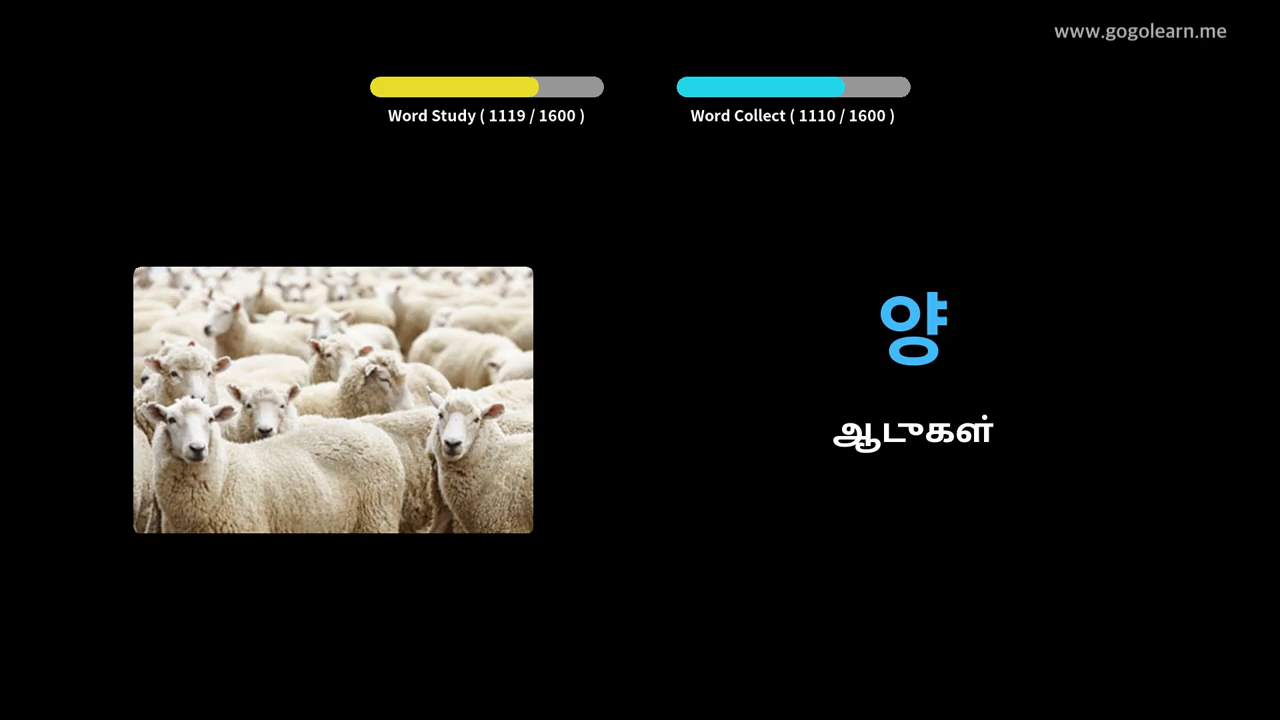 www.gogolearn.me
Word Study ( 1119 / 1600 )
Word Collect ( 1110 / 1600 )
양
ஆடுகள்